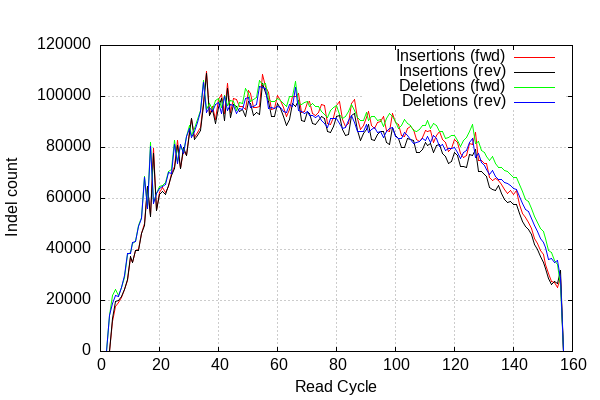 120000
100000
80000
60000
40000
20000
0
Indel count
Insertions (fwd)
Insertions (rev)
Deletions (fwd)
Deletions (rev)
0 20 40 60 80 100 120 140 160
Read Cycle